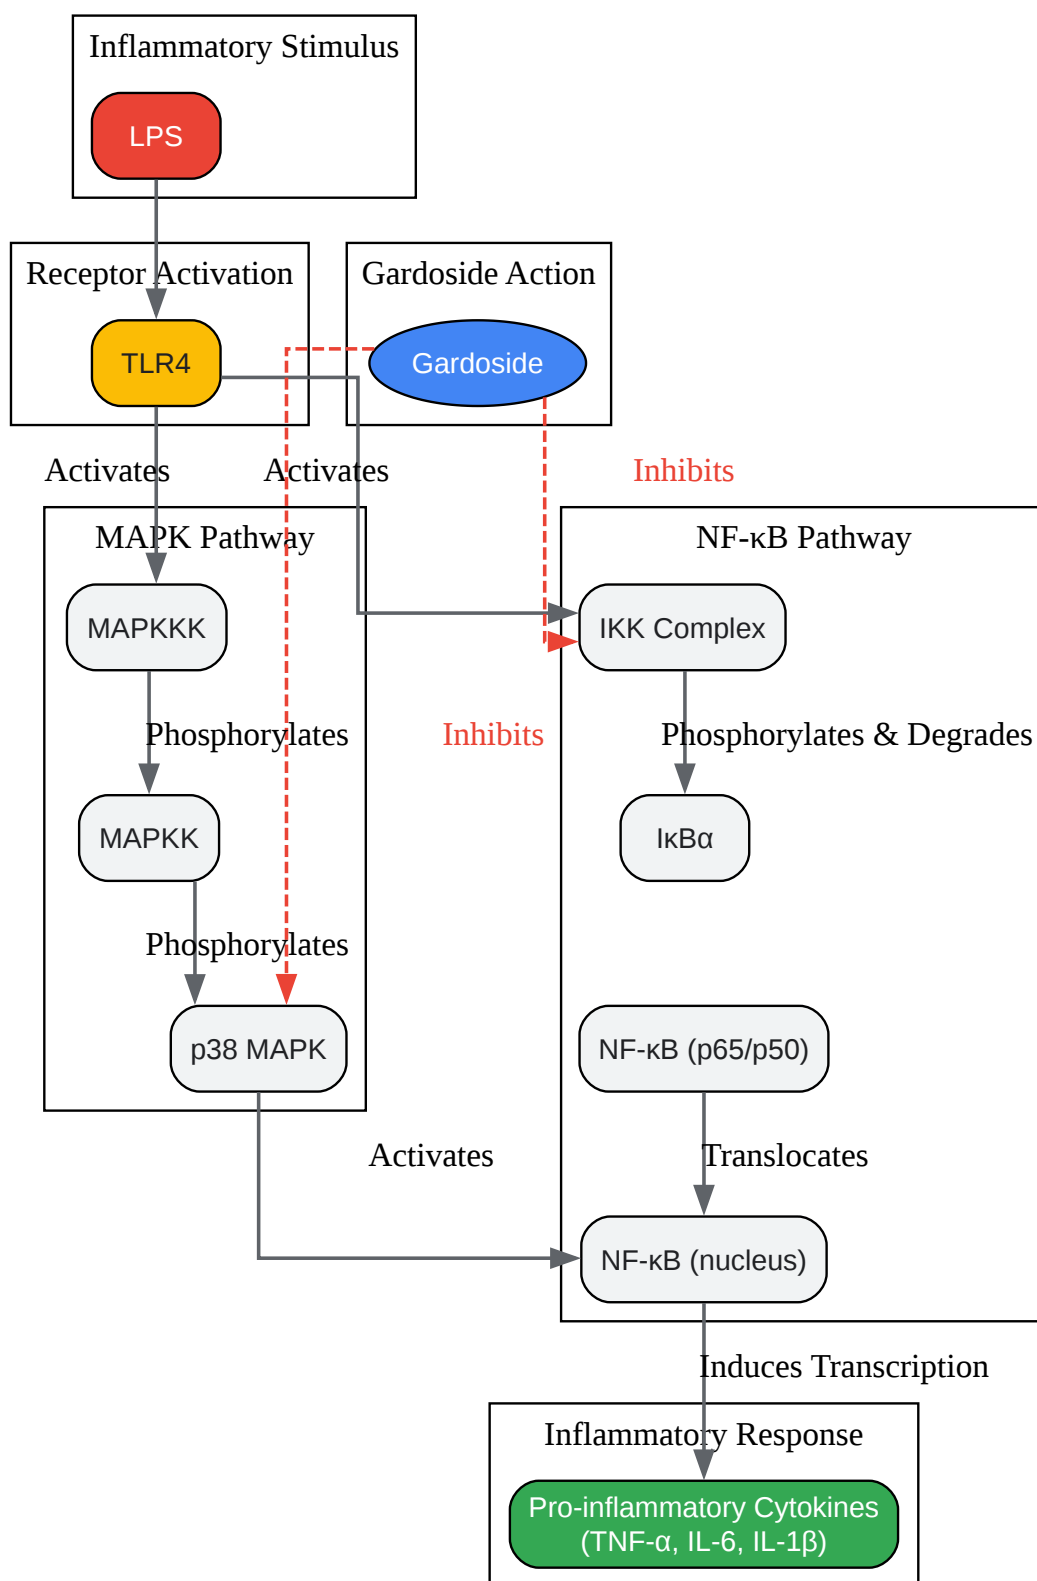 Inflammatory Stimulus
LPS
Receptor Activation
Gardoside Action
TLR4
Gardoside
Activates
Activates
Inhibits
MAPK Pathway
NF-κB Pathway
MAPKKK
IKK Complex
Phosphorylates
Inhibits
Phosphorylates & Degrades
MAPKK
IκBα
Phosphorylates
p38 MAPK
NF-κB (p65/p50)
Activates
Translocates
NF-κB (nucleus)
Induces Transcription
Inflammatory Response
Pro-inflammatory Cytokines
(TNF-α, IL-6, IL-1β)